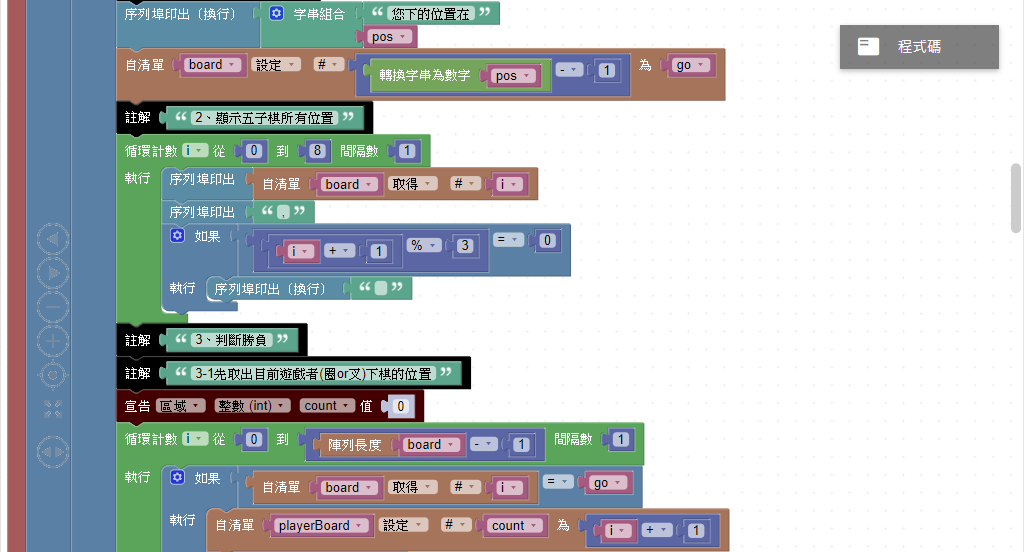 序列埠印出（換行） 字串組合 “ 您下的位置在 ”
pos
程式碼
自清單 board 設定 # 轉換字串為數字 pos - 1 為 go
註解 “ 2、顯示五子棋所有位置 ”
循環計數 i 從 0 到 8 間隔數 1
執行 序列埠印出 自清單 board 取得 # i
序列埠印出 “ , ”
如果 i + 1 % 3 = 0
執行 序列埠印出（換行） “ ”
註解 “ 3、判斷勝負 ”
註解 “ 3-1先取出目前遊戲者(圈or叉)下棋的位置 ”
宣告 區域 整數 (int) count 值 0
循環計數 i 從 0 到 陣列長度 board - 1 間隔數 1
執行 如果 自清單 board 取得 # i = go
執行 自清單 playerBoard 設定 # count 為 i + 1